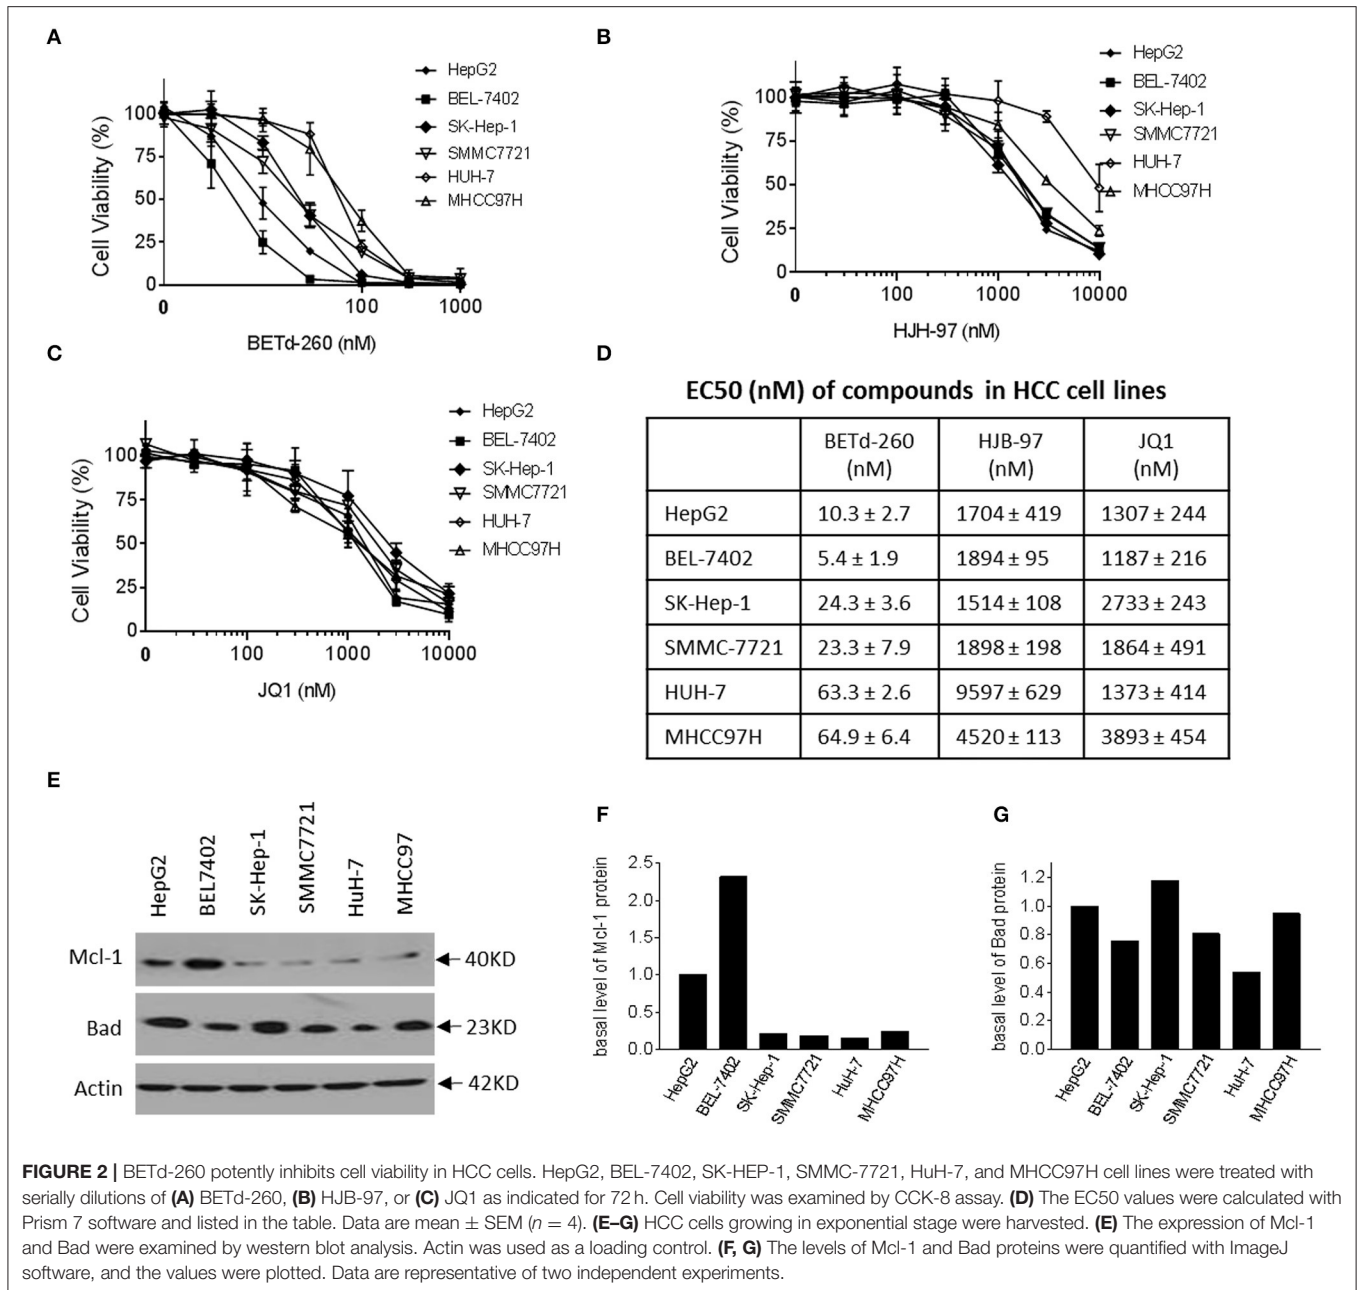 A
HepG2
BEL-7402
SK-Hep-1
SMMC7721
HUH-7
MHCC97H
Cell Viability (%)
100
75
50
25
0
0
100
1000
BETd-260 (nM)
B
HepG2
BEL-7402
SK-Hep-1
SMMC7721
HUH-7
MHCC97H
Cell Viability (%)
100
75
50
25
0
0
100
1000
10000
HJH-97 (nM)
C
HepG2
BEL-7402
SK-Hep-1
SMMC7721
HUH-7
MHCC97H
Cell Viability (%)
100
75
50
25
0
0
100
1000
10000
JQ1 (nM)
D
EC50 (nM) of compounds in HCC cell lines
BETd-260 (nM) HJB-97 (nM) JQ1 (nM)
HepG2 10.3 ± 2.7 1704 ± 419 1307 ± 244
BEL-7402 5.4 ± 1.9 1894 ± 95 1187 ± 216
SK-Hep-1 24.3 ± 3.6 1514 ± 108 2733 ± 243
SMMC-7721 23.3 ± 7.9 1898 ± 198 1864 ± 491
HUH-7 63.3 ± 2.6 9597 ± 629 1373 ± 414
MHCC97H 64.9 ± 6.4 4520 ± 113 3893 ± 454
E
HepG2
BEL7402
SK-Hep-1
SMMC7721
HuH-7
MHCC97
Mcl-1 40KD
Bad 23KD
Actin 42KD
F
basal level of Mcl-1 protein
2.5
2.0
1.5
1.0
0.5
0.0
HepG2
BEL-7402
SK-Hep-1
SMMC7721
HuH-7
MHCC97H
G
basal level of Bad protein
1.2
1.0
0.8
0.6
0.4
0.2
0.0
HepG2
BEL-7402
SK-Hep-1
SMMC7721
HuH-7
MHCC97H
FIGURE 2 | BETd-260 potently inhibits cell viability in HCC cells. HepG2, BEL-7402, SK-HEP-1, SMMC-7721, HuH-7, and MHCC97H cell lines were treated with
serially dilutions of (A) BETd-260, (B) HJB-97, or (C) JQ1 as indicated for 72 h. Cell viability was examined by CCK-8 assay. (D) The EC50 values were calculated with
Prism 7 software and listed in the table. Data are mean ± SEM (n = 4). (E–G) HCC cells growing in exponential stage were harvested. (E) The expression of Mcl-1
and Bad were examined by western blot analysis. Actin was used as a loading control. (F, G) The levels of Mcl-1 and Bad proteins were quantified with ImageJ
software, and the values were plotted. Data are representative of two independent experiments.